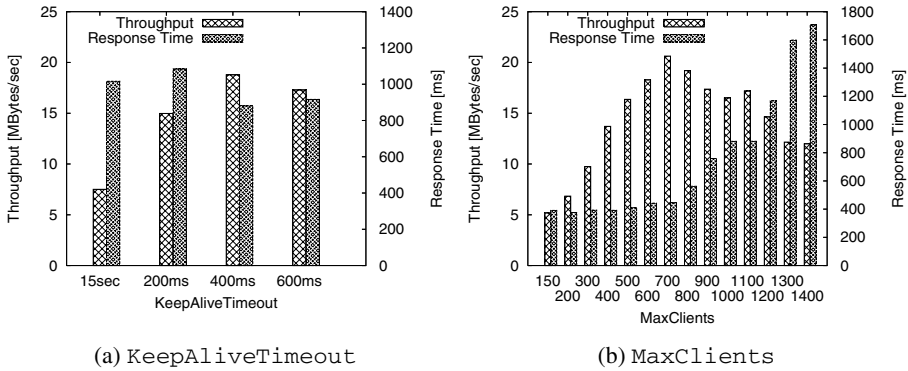 Throughput
Response Time
Throughput [MBytes/sec]
25
20
15
10
5
0
1400
1200
1000
800
600
400
200
0
Response Time [ms]
15sec 200ms 400ms 600ms
KeepAliveTimeout
(a) KeepAliveTimeout
Throughput
Response Time
Throughput [MBytes/sec]
25
20
15
10
5
0
1800
1600
1400
1200
1000
800
600
400
200
0
Response Time [ms]
150 300 500 700 900 1100 1300
200 400 600 800 1000 1200 1400
MaxClients
(b) MaxClients